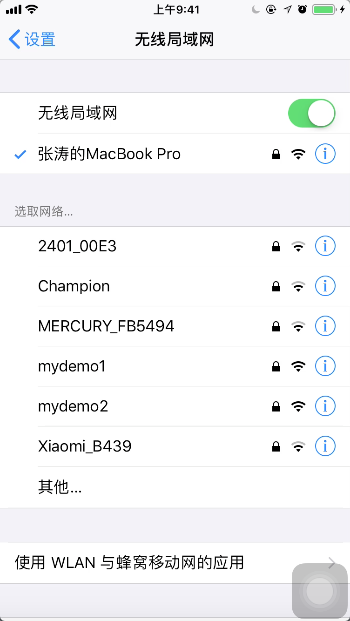 上午9:41
设置
无线局域网
无线局域网
张涛的MacBook Pro
选取网络...
2401_00E3
Champion
MERCURY_FB5494
mydemo1
mydemo2
Xiaomi_B439
其他...
使用 WLAN 与蜂窝移动网的应用